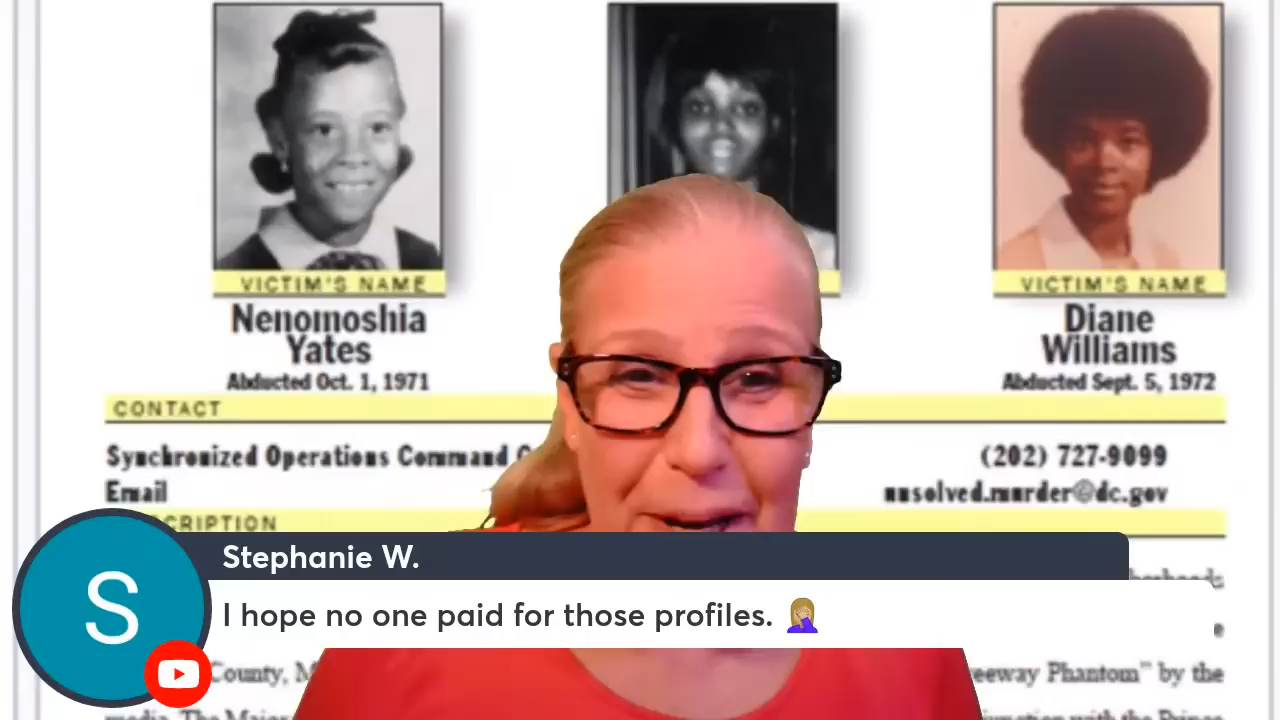 VICTIM'S NAME
VICTIM'S NAME
Nenomoshia
Yates
Diane
Williams
Abducted Oct. 1, 1971
Abducted Sept. 5, 1972
CONTACT
Synchronized Operations Command
(202) 727-9099
Email
unsolved.murder@dc.gov
S
Stephanie W.
I hope no one paid for those profiles. 🤦🏼‍♀️
County,
Phantom” by the
media. The